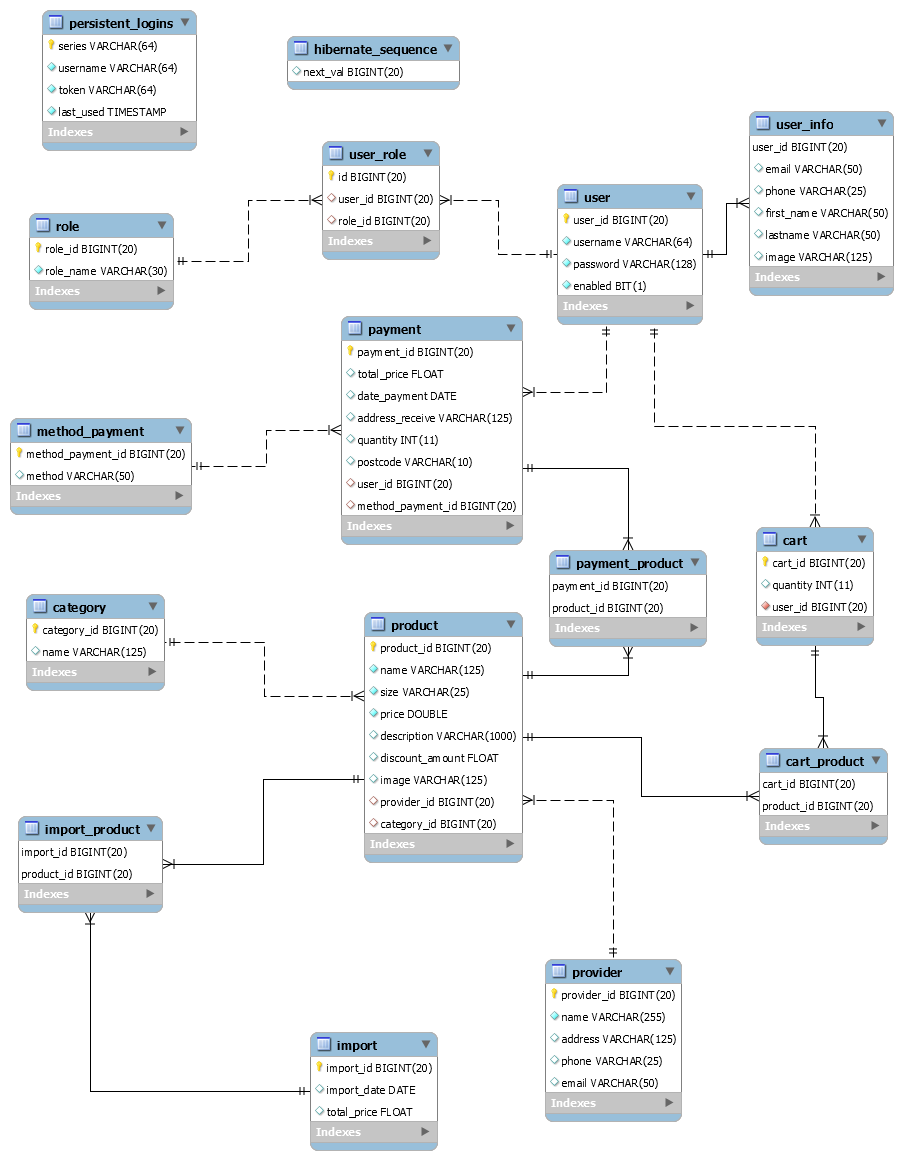 persistent_logins
series VARCHAR(64)
username VARCHAR(64)
token VARCHAR(64)
last_used TIMESTAMP
Indexes
hibernate_sequence
next_val BIGINT(20)
user_info
user_id BIGINT(20)
email VARCHAR(50)
phone VARCHAR(25)
first_name VARCHAR(50)
lastname VARCHAR(50)
image VARCHAR(125)
Indexes
user_role
id BIGINT(20)
user_id BIGINT(20)
role_id BIGINT(20)
Indexes
user
user_id BIGINT(20)
username VARCHAR(64)
password VARCHAR(128)
enabled BIT(1)
Indexes
role
role_id BIGINT(20)
role_name VARCHAR(30)
Indexes
payment
payment_id BIGINT(20)
total_price FLOAT
date_payment DATE
address_receive VARCHAR(125)
quantity INT(11)
postcode VARCHAR(10)
user_id BIGINT(20)
method_payment_id BIGINT(20)
Indexes
method_payment
method_payment_id BIGINT(20)
method VARCHAR(50)
Indexes
cart
cart_id BIGINT(20)
quantity INT(11)
user_id BIGINT(20)
Indexes
payment_product
payment_id BIGINT(20)
product_id BIGINT(20)
Indexes
category
category_id BIGINT(20)
name VARCHAR(125)
Indexes
product
product_id BIGINT(20)
name VARCHAR(125)
size VARCHAR(25)
price DOUBLE
description VARCHAR(1000)
discount_amount FLOAT
image VARCHAR(125)
provider_id BIGINT(20)
category_id BIGINT(20)
Indexes
cart_product
cart_id BIGINT(20)
product_id BIGINT(20)
Indexes
import_product
import_id BIGINT(20)
product_id BIGINT(20)
Indexes
provider
provider_id BIGINT(20)
name VARCHAR(255)
address VARCHAR(125)
phone VARCHAR(25)
email VARCHAR(50)
Indexes
import
import_id BIGINT(20)
import_date DATE
total_price FLOAT
Indexes